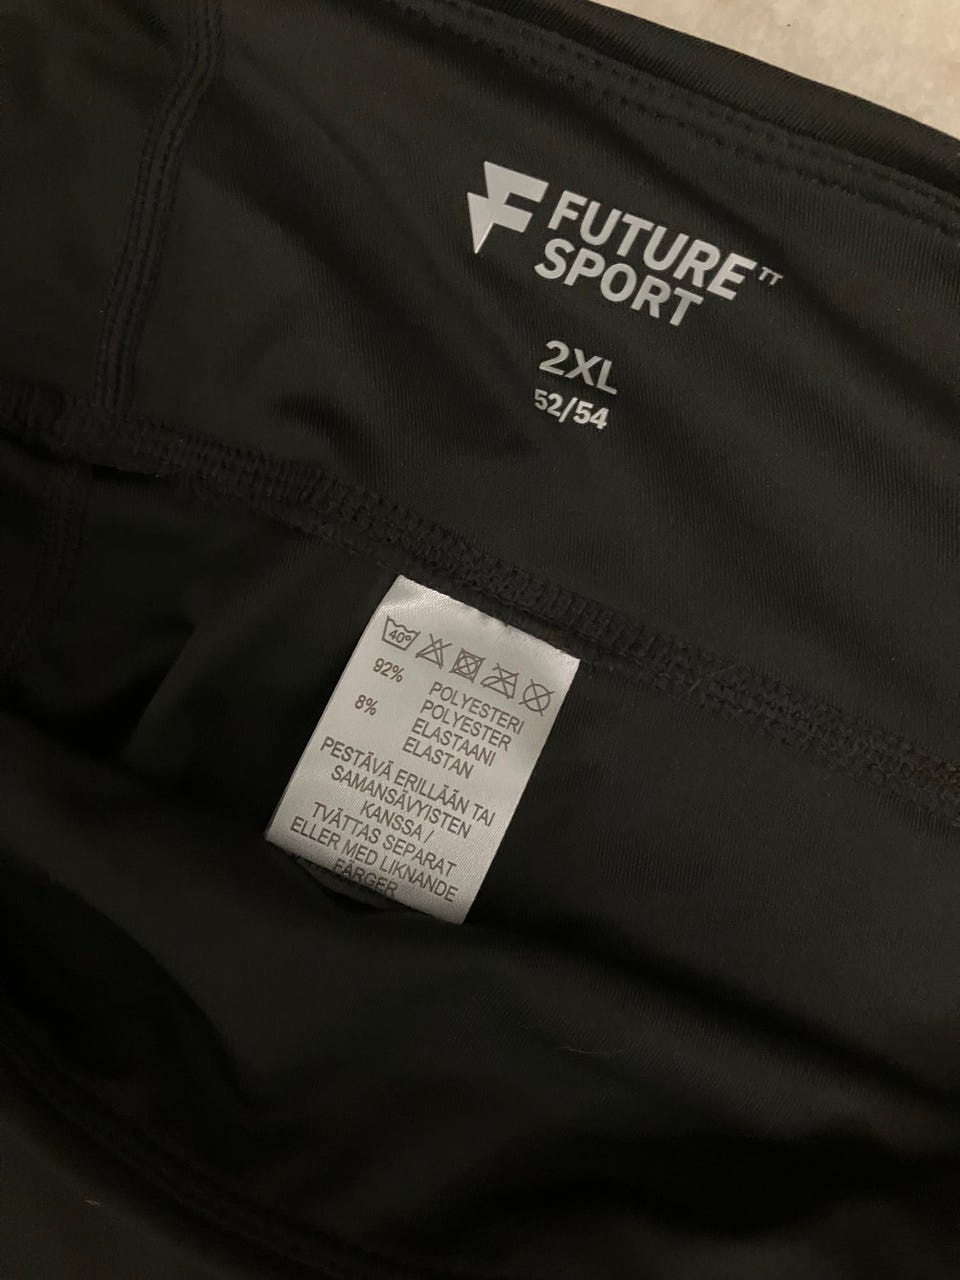 FUTURE
SPORT
2XL
52/54
40°
92% POLYESTERI
POLYESTER
8% ELASTAANI
ELASTAN
PESTÄVÄ ERILLÄÄN TAI
SAMANSÄVYISTEN
KANSSA /
TVÄTTAS SEPARAT
ELLER MED LIKNANDE
FÄRGER